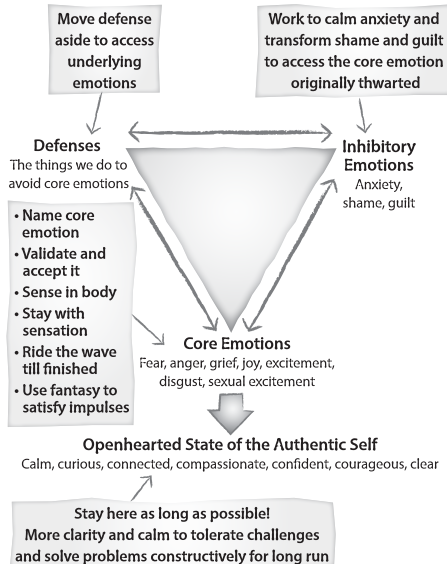 Move defense
aside to access
underlying
emotions
Work to calm anxiety and
transform shame and guilt
to access the core emotion
originally thwarted
Defenses
The things we do to
avoid core emotions
Inhibitory
Emotions
Anxiety,
shame, guilt
• Name core
emotion
• Validate and
accept it
• Sense in body
• Stay with
sensation
• Ride the wave
till finished
• Use fantasy to
satisfy impulses
Core Emotions
Fear, anger, grief, joy, excitement,
disgust, sexual excitement
Openhearted State of the Authentic Self
Calm, curious, connected, compassionate, confident, courageous, clear
Stay here as long as possible!
More clarity and calm to tolerate challenges
and solve problems constructively for long run